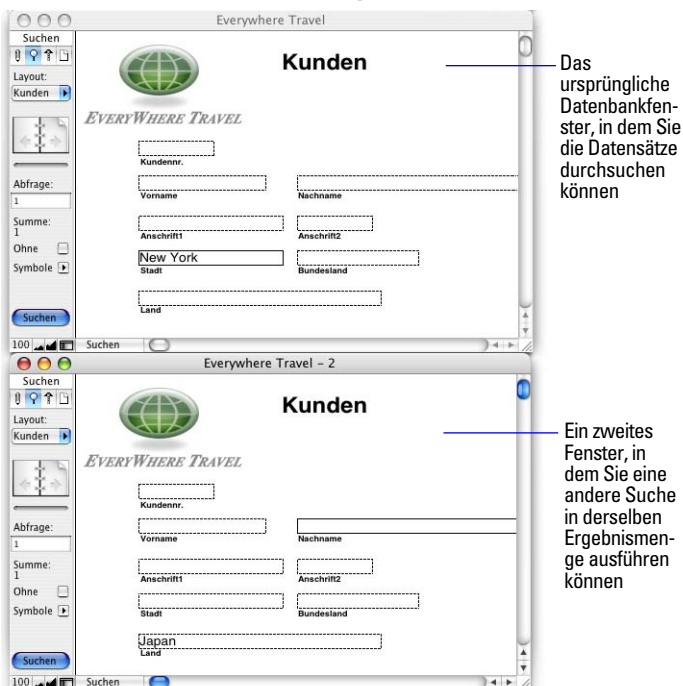 Everywhere Travel
Suchen
Layout:
Kunden
Abfrage:
1
Summe:
1
Ohne
Symbole
Suchen
100
Suchen
Kunden
EVERYWHERE TRAVEL
Kundennr.
Vorname
Nachname
Anschrift1
Anschrift2
New York
Stadt
Bundesland
Land
Das
ursprüngliche
Datenbankfen-
ster, in dem Sie
die Datensätze
durchsuchen
können
Everywhere Travel – 2
Suchen
Layout:
Kunden
Abfrage:
1
Summe:
1
Ohne
Symbole
Suchen
100
Suchen
Kunden
EVERYWHERE TRAVEL
Kundennr.
Vorname
Nachname
Anschrift1
Anschrift2
Stadt
Bundesland
Japan
Land
Ein zweites
Fenster, in
dem Sie eine
andere Suche
in derselben
Ergebnismen-
ge ausführen
können